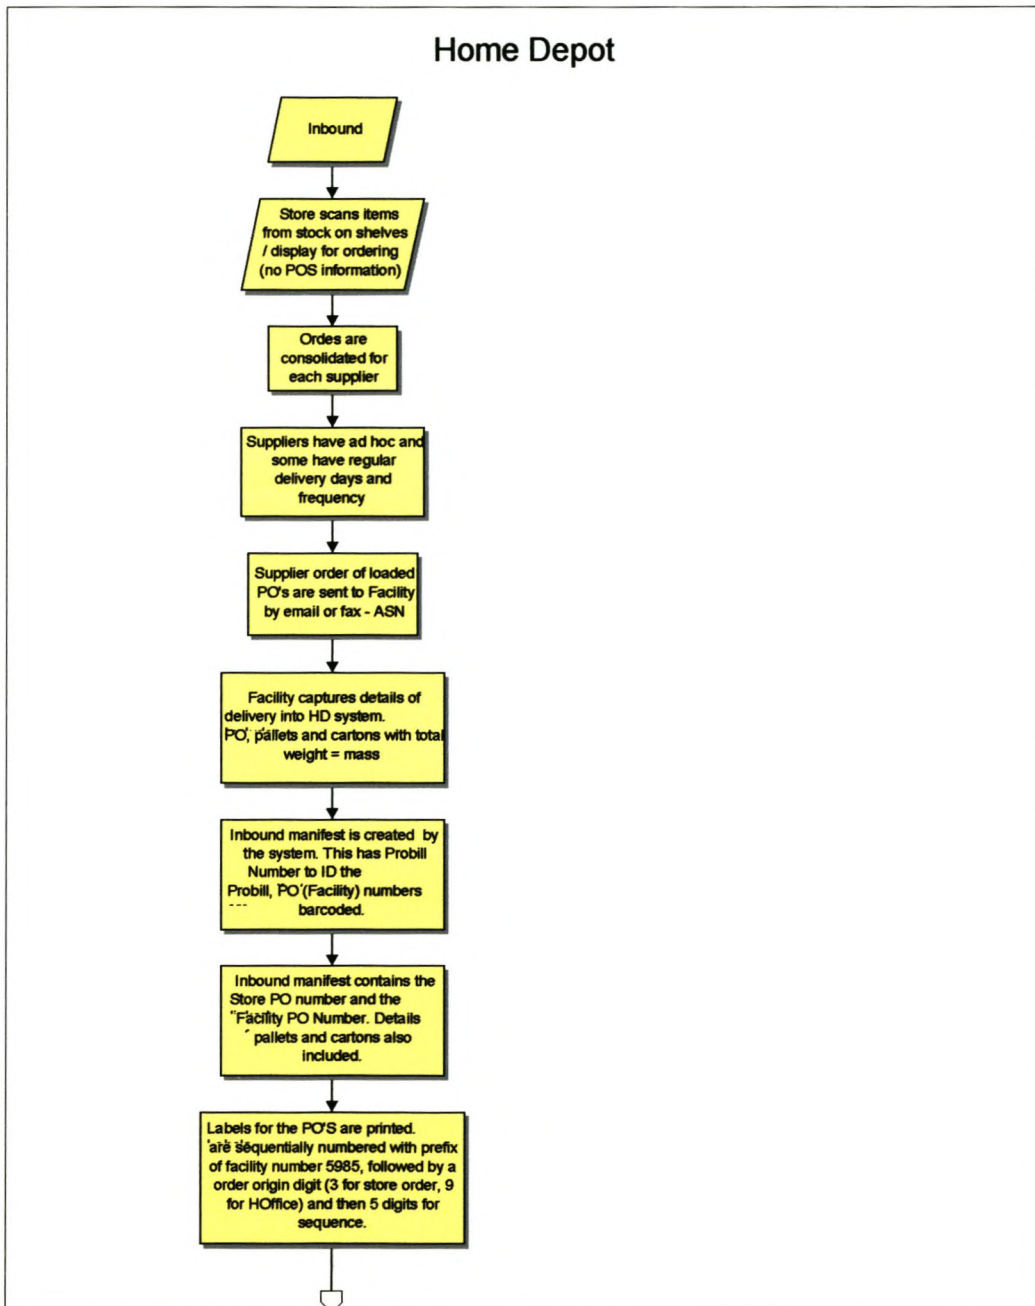 Home Depot
Inbound
Store scans items
from stock on shelves
/ display for ordering
(no POS information)
Ordes are
consolidated for
each supplier
Suppliers have ad hoc and
some have regular
delivery days and
frequency
Supplier order of loaded
PO's are sent to Facility
by email or fax - ASN
Facility captures details of
delivery into HD system.
PO, pallets and cartons with total
weight = mass
Inbound manifest is created by
the system. This has Probill
Number to ID the
Probill, PO (Facility) numbers
barcoded.
Inbound manifest contains the
Store PO number and the
Facility PO Number. Details
pallets and cartons also
included.
Labels for the PO'S are printed.
are sequentially numbered with prefix
of facility number 5985, followed by a
order origin digit (3 for store order, 9
for HOffice) and then 5 digits for
sequence.